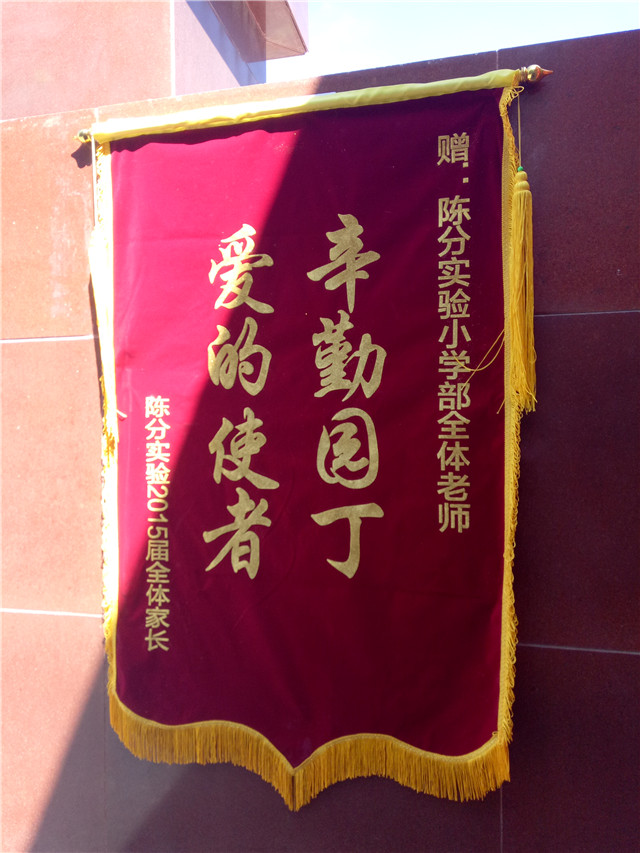 赠：陈分实验小学部全体老师
辛勤园丁
爱的使者
陈分实验2015届全体家长